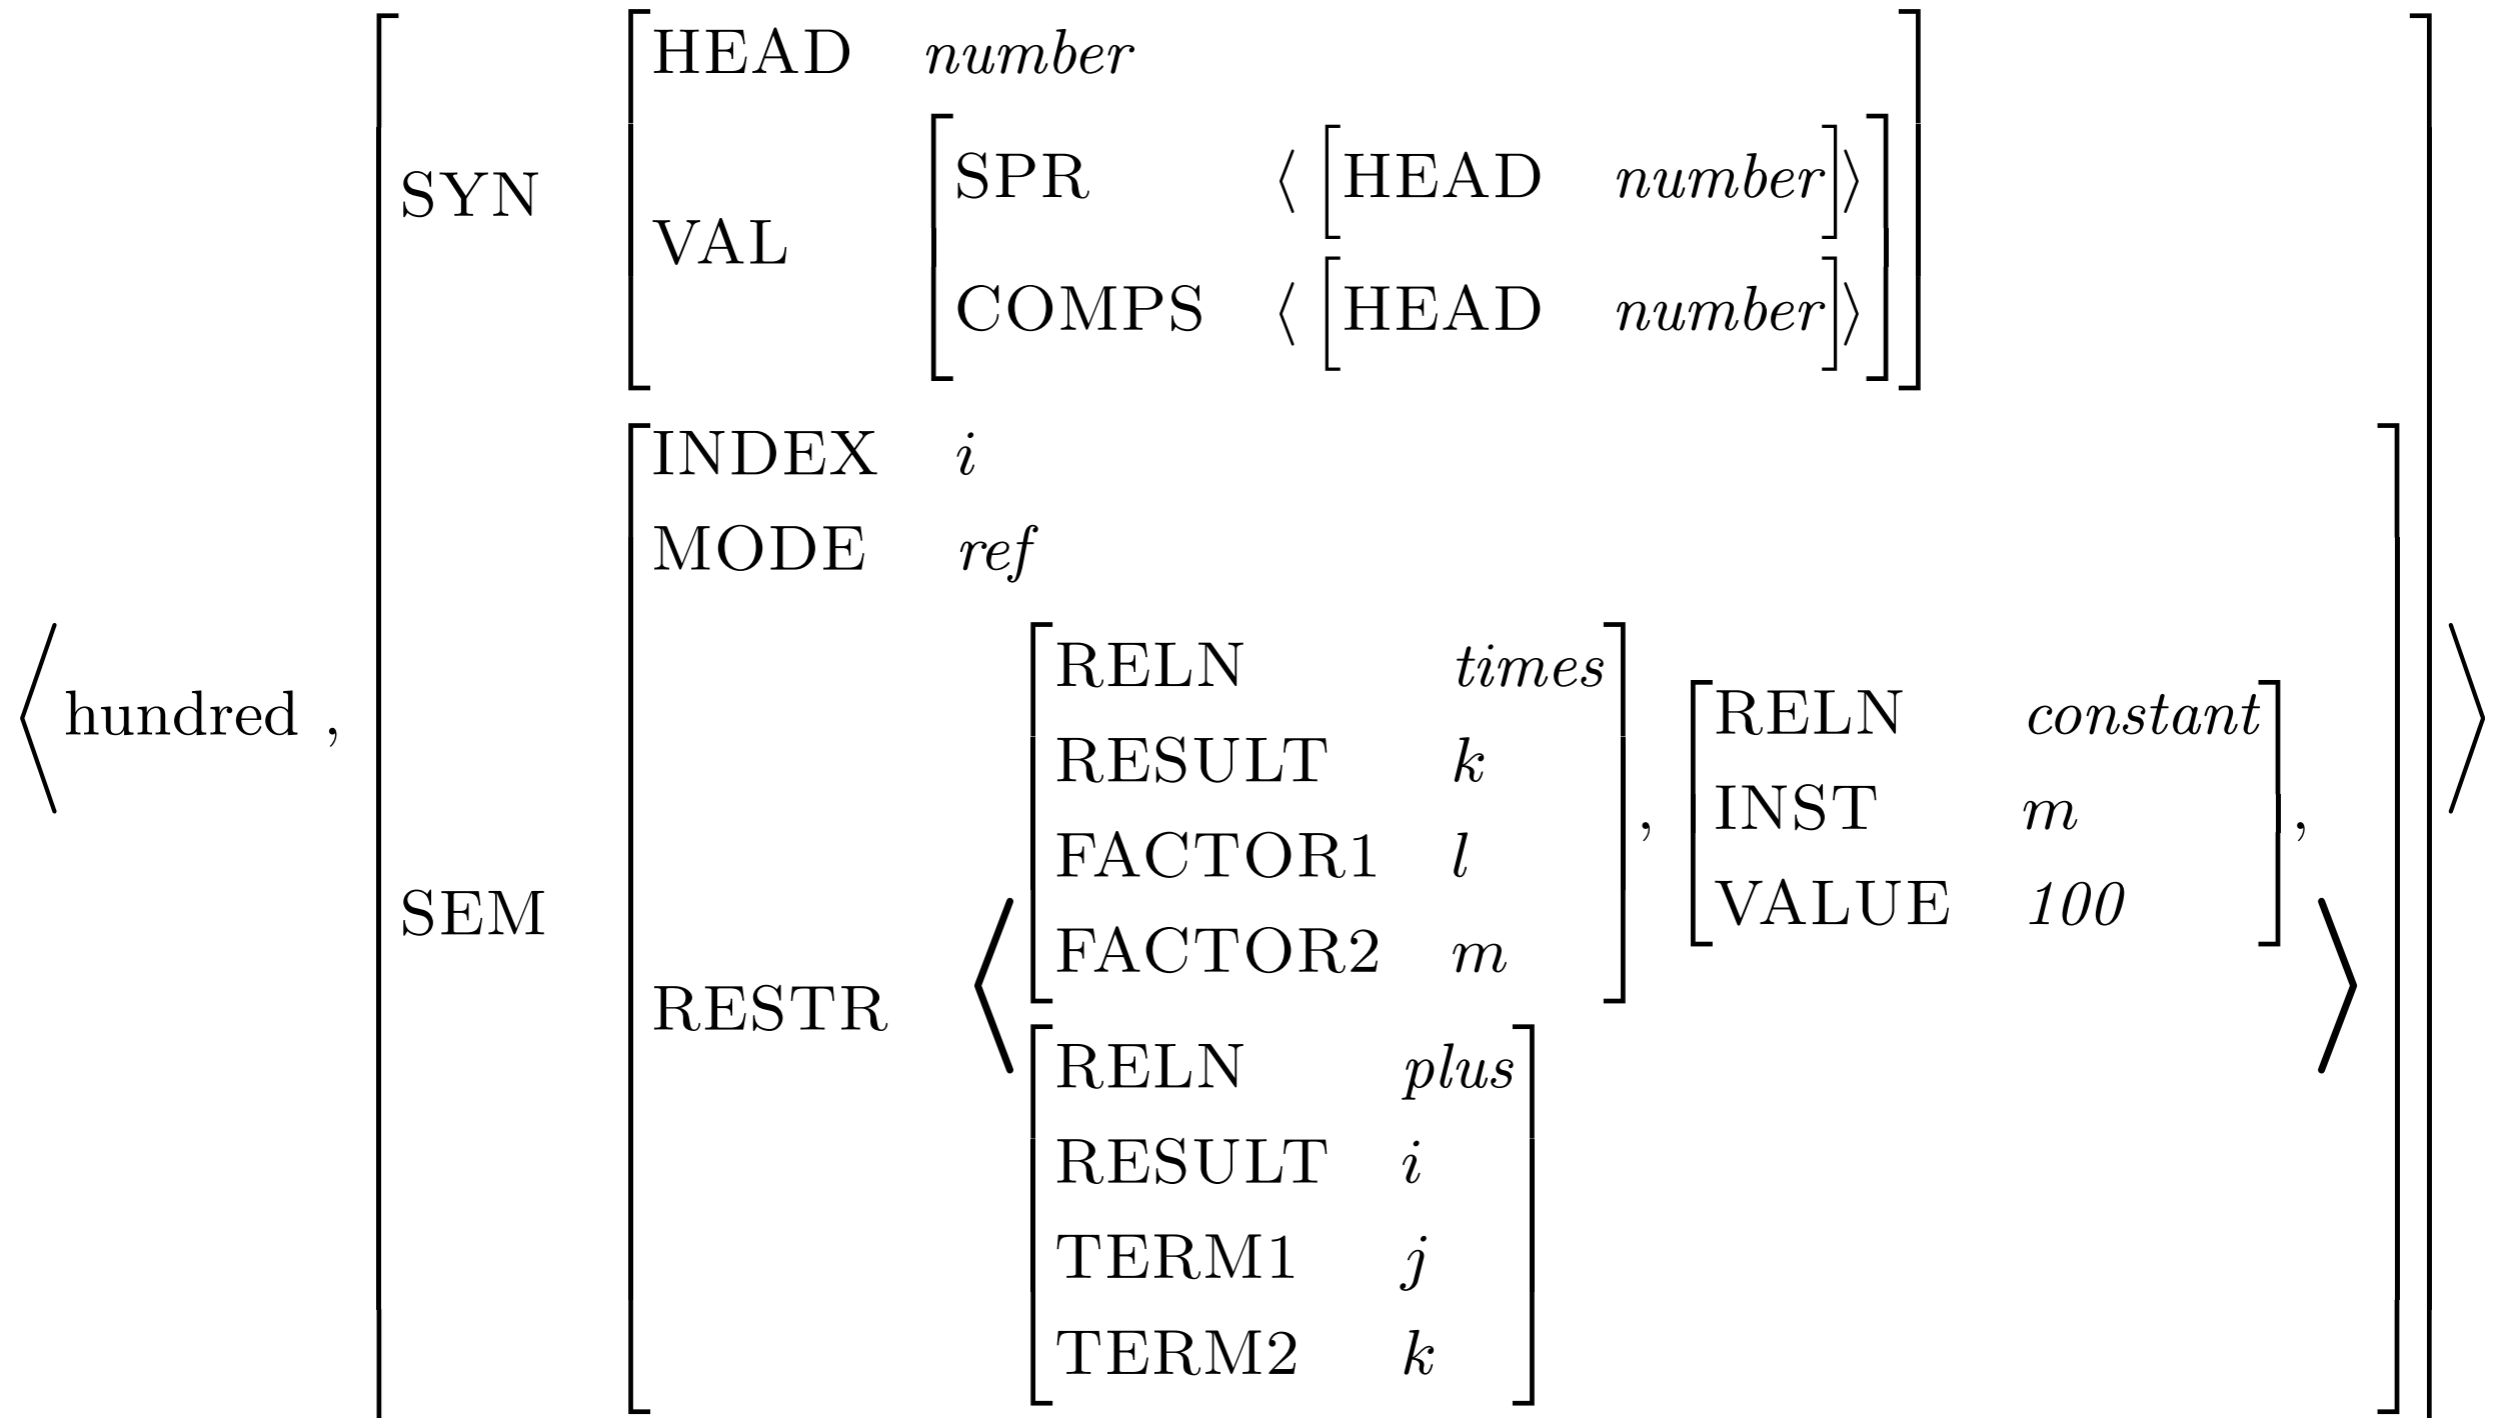 HEAD number
SPR ⟨ [HEAD number] ⟩
SYN
VAL
COMPS ⟨ [HEAD number] ⟩
INDEX i
MODE ref
RELN times
⟨ hundred , RELN constant ⟩
RESULT k
INST m
FACTOR1 l , ,
SEM VALUE 100
FACTOR2 m
RESTR ⟨ ⟩
RELN plus
RESULT i
TERM1 j
TERM2 k